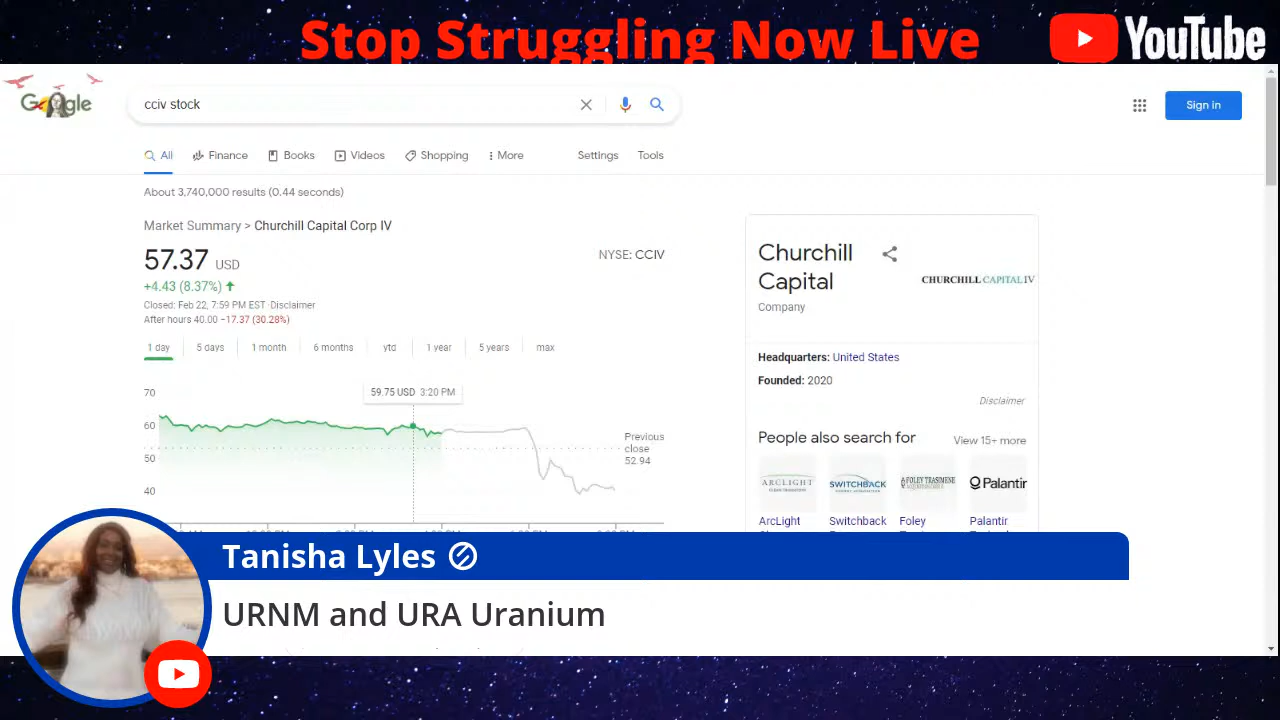 Stop Struggling Now Live
YouTube
Google
cciv stock
Sign in
All
Finance
Books
Videos
Shopping
More
Settings
Tools
About 3,740,000 results (0.44 seconds)
Market Summary > Churchill Capital Corp IV
57.37 USD
NYSE: CCIV
+4.43 (8.37%)
Closed: Feb 22, 7:59 PM EST · Disclaimer
After hours 40.00 −17.37 (30.28%)
1 day
5 days
1 month
6 months
ytd
1 year
5 years
max
59.75 USD 3:20 PM
70
60
50
40
Previous
close
52.94
Churchill
Capital
CHURCHILL CAPITAL IV
Company
Headquarters: United States
Founded: 2020
Disclaimer
People also search for
View 15+ more
ARCLIGHT
SWITCHBACK
FOLEY TRASIMENE
Palantir
ArcLight
Switchback
Foley
Palantir
Tanisha Lyles
URNM and URA Uranium